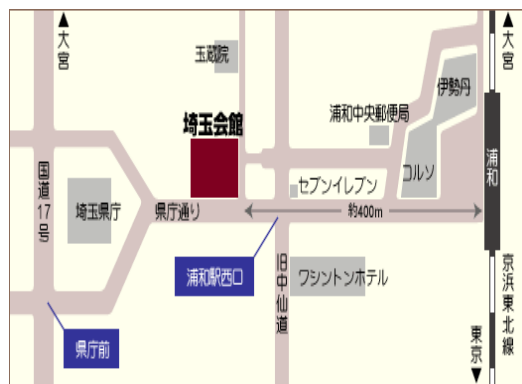 ▲大宮
▲大宮
玉蔵院
伊勢丹
浦和中央郵便局
埼玉会館
浦和
コルソ
国道17号
セブンイレブン
埼玉県庁
県庁通り
約400m
浦和駅西口
旧中仙道
ワシントンホテル
京浜東北線
県庁前
東京▼